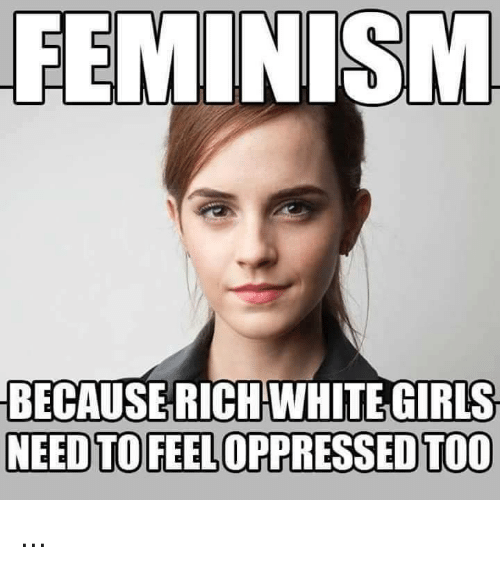 FEMINISM
BECAUSE RICH WHITE GIRLS
NEED TO FEEL OPPRESSED TOO
...